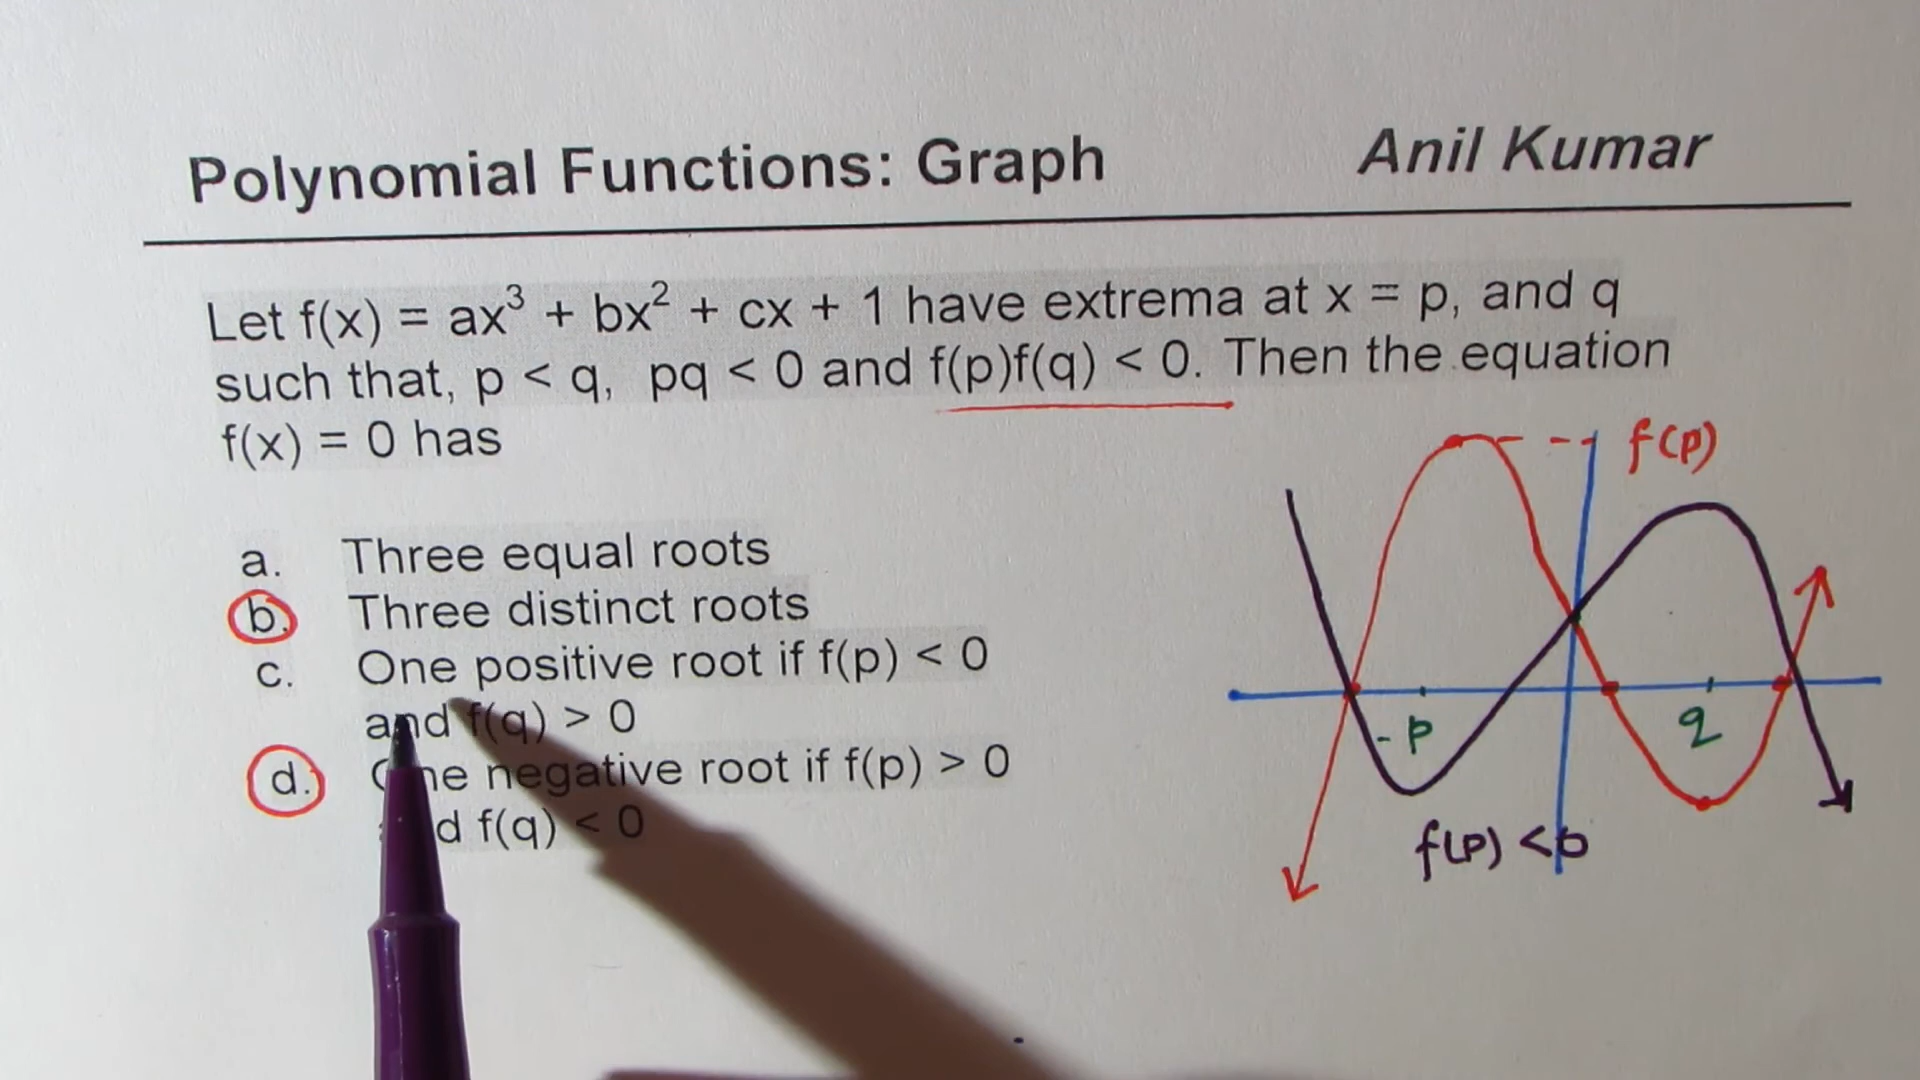 Polynomial Functions: Graph Anil Kumar
Let f(x) = ax³ + bx² + cx + 1 have extrema at x = p, and q
such that, p < q, pq < 0 and f(p)f(q) < 0. Then the equation
f(x) = 0 has
a. Three equal roots
b. Three distinct roots
c. One positive root if f(p) < 0
and f(q) > 0
d. One negative root if f(p) > 0
f(q) < 0
f(p)
-p
q
f(p) <0